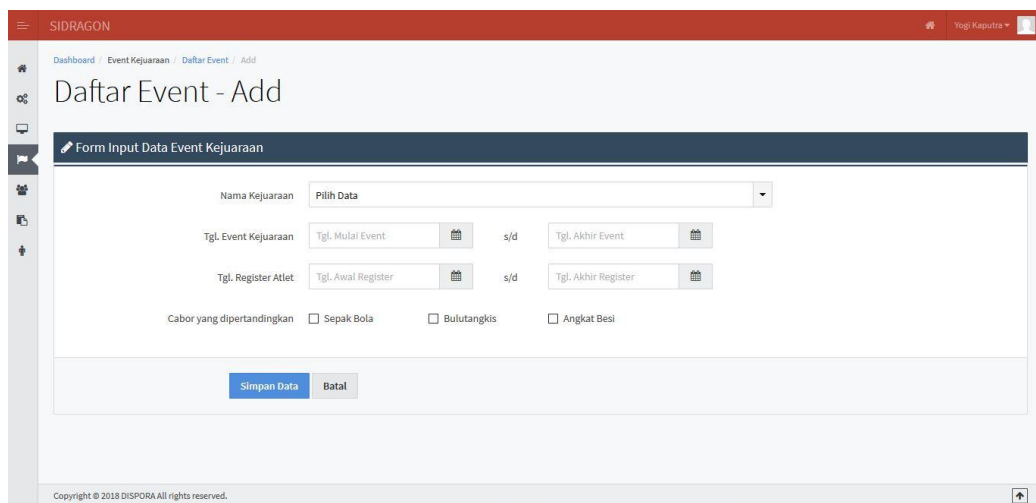 SIDRAGON Yogi Kaputra
Dashboard / Event Kejuaraan / Daftar Event / Add
Daftar Event - Add
Form Input Data Event Kejuaraan
Nama Kejuaraan Pilih Data
Tgl. Event Kejuaraan Tgl. Mulai Event s/d Tgl. Akhir Event
Tgl. Register Atlet Tgl. Awal Register s/d Tgl. Akhir Register
Cabor yang dipertandingkan Sepak Bola Bulutangkis Angkat Besi
Simpan Data Batal
Copyright © 2018 DISPORA All rights reserved.